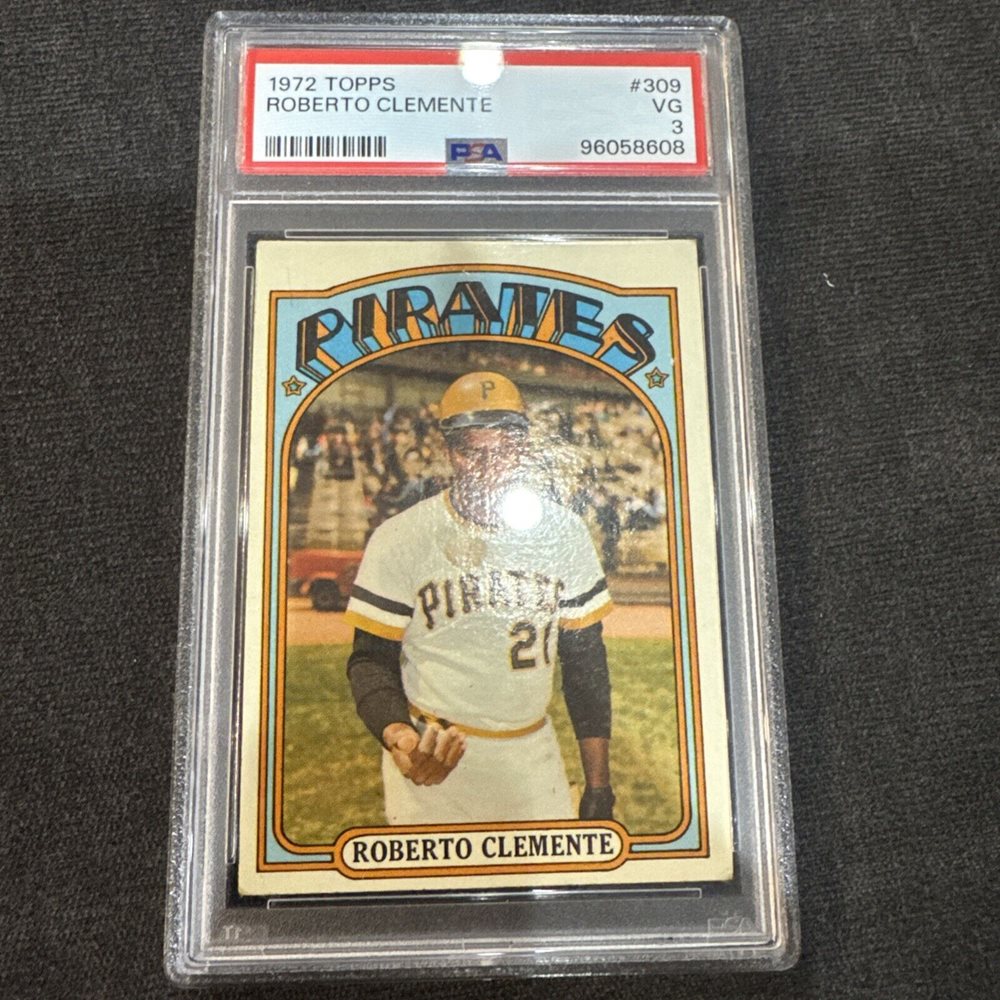 1972 TOPPS #309
ROBERTO CLEMENTE VG
3
PSA 96058608
PIRATES
P
PIRATES
21
ROBERTO CLEMENTE